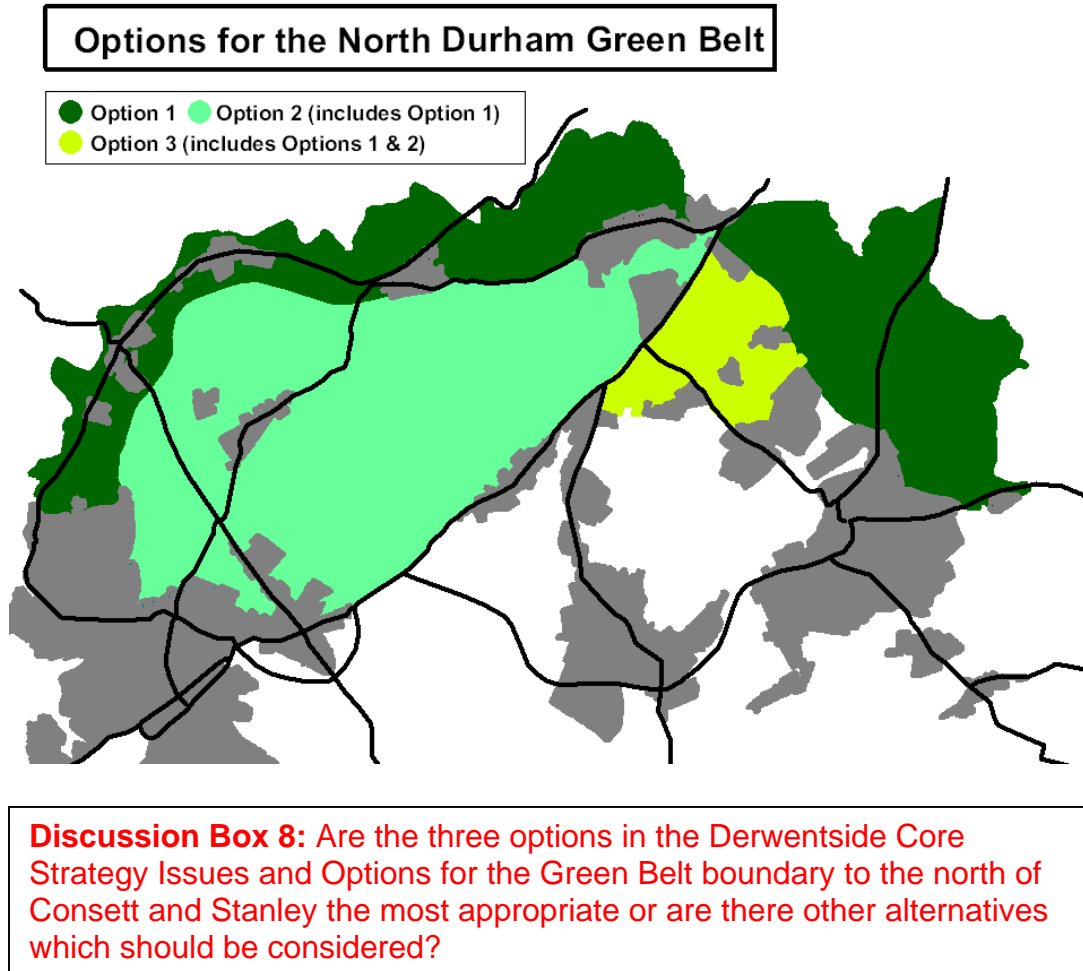 Options for the North Durham Green Belt
Option 1 Option 2 (includes Option 1)
Option 3 (includes Options 1 & 2)
Discussion Box 8: Are the three options in the Derwentside Core
Strategy Issues and Options for the Green Belt boundary to the north of
Consett and Stanley the most appropriate or are there other alternatives
which should be considered?